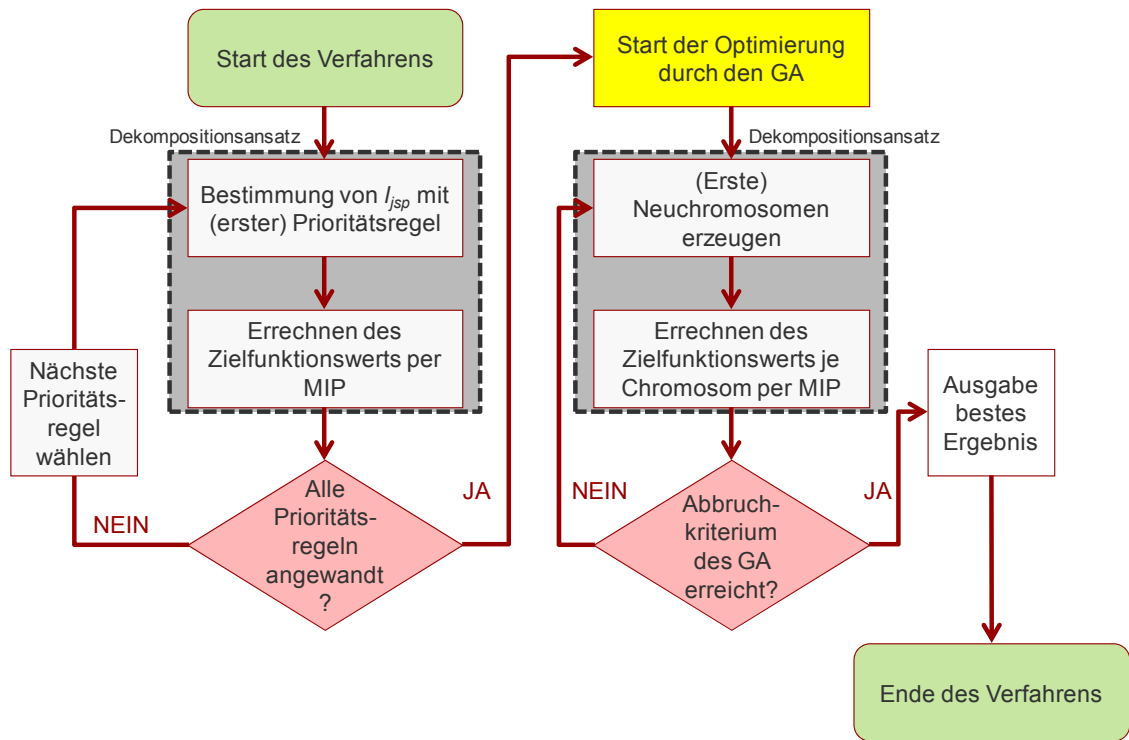 Start des Verfahrens
Dekompositionsansatz
Bestimmung von Ijsp mit
(erster) Prioritätsregel
Errechnen des
Zielfunktionswerts per
MIP
Nächste
Prioritäts-
regel
wählen
NEIN
Alle
Prioritäts-
regeln
angewandt
?
JA
Start der Optimierung
durch den GA
Dekompositionsansatz
(Erste)
Neuchromosomen
erzeugen
Errechnen des
Zielfunktionswerts je
Chromosom per MIP
NEIN
Abbruch-
kriterium
des GA
erreicht?
JA
Ausgabe
bestes
Ergebnis
Ende des Verfahrens